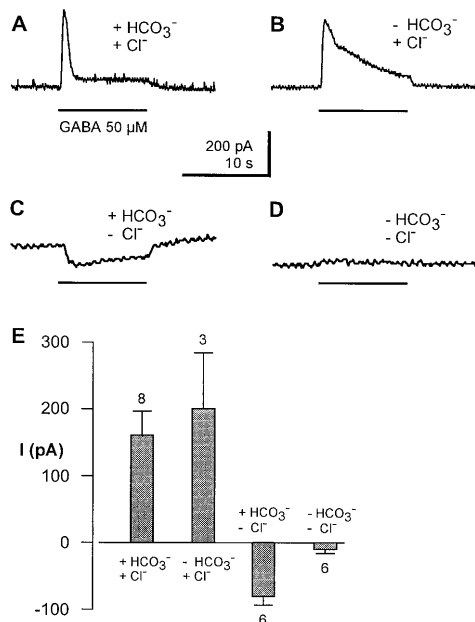 A
+ HCO₃⁻
+ Cl⁻
B
- HCO₃⁻
+ Cl⁻
GABA 50 µM
200 pA
10 s
C
+ HCO₃⁻
- Cl⁻
D
- HCO₃⁻
- Cl⁻
E
300
200
100
0
-100
I (pA)
8
3
+ HCO₃⁻
- Cl⁻
- HCO₃⁻
- Cl⁻
+ HCO₃⁻
+ Cl⁻
- HCO₃⁻
+ Cl⁻
6
6